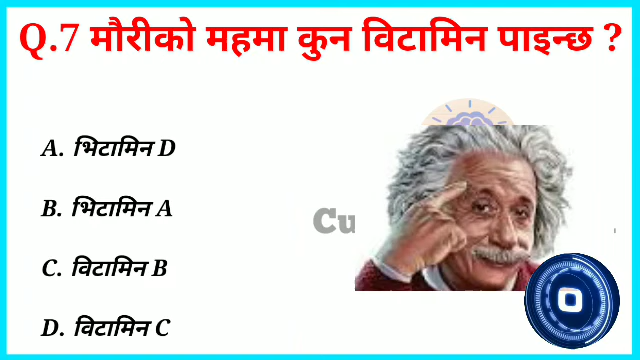 Q.7 मौरीको महमा कुन विटामिन पाइन्छ ?
A. भिटामिन D
B. भिटामिन A
C. विटामिन B
D. विटामिन C
Cu